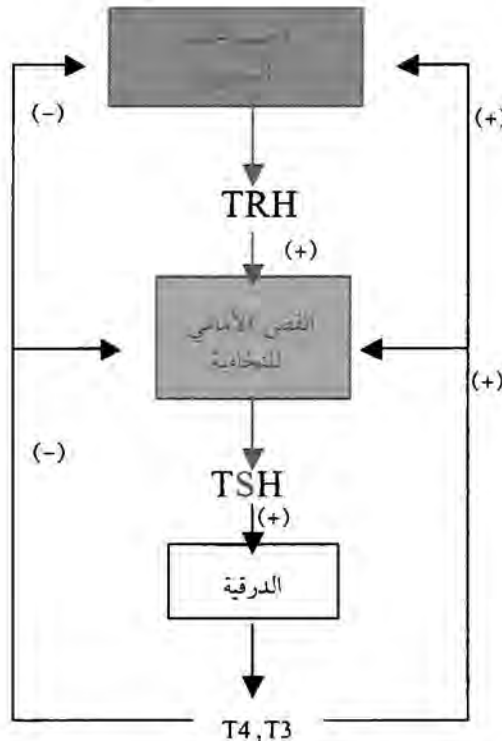 (-)
(+)
TRH
(+)
الفص الأمامي
للنخامية
(+)
(-)
TSH
(+)
الدرقية
T4 , T3